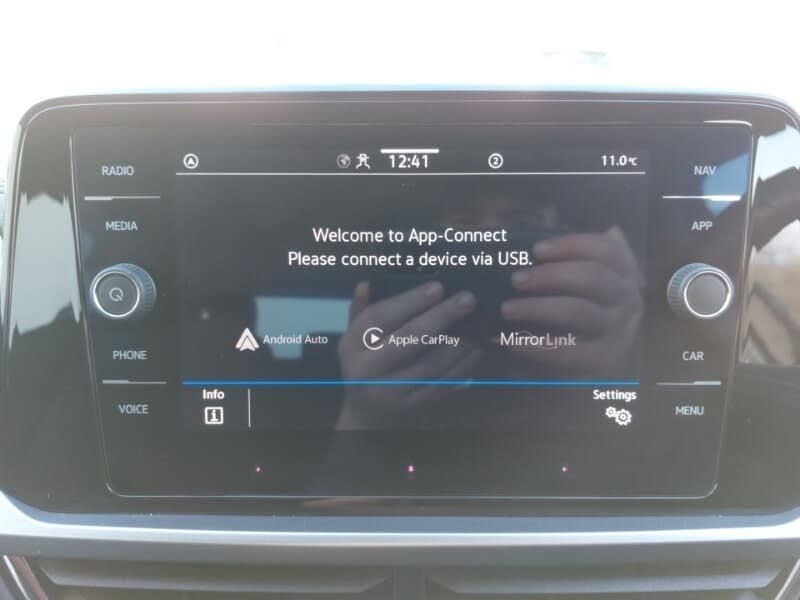 RADIO
MEDIA
PHONE
VOICE
12:41
2
11.0°C
Welcome to App-Connect
Please connect a device via USB.
Android Auto
Apple CarPlay
MirrorLink
Info
i
Settings
NAV
APP
CAR
MENU